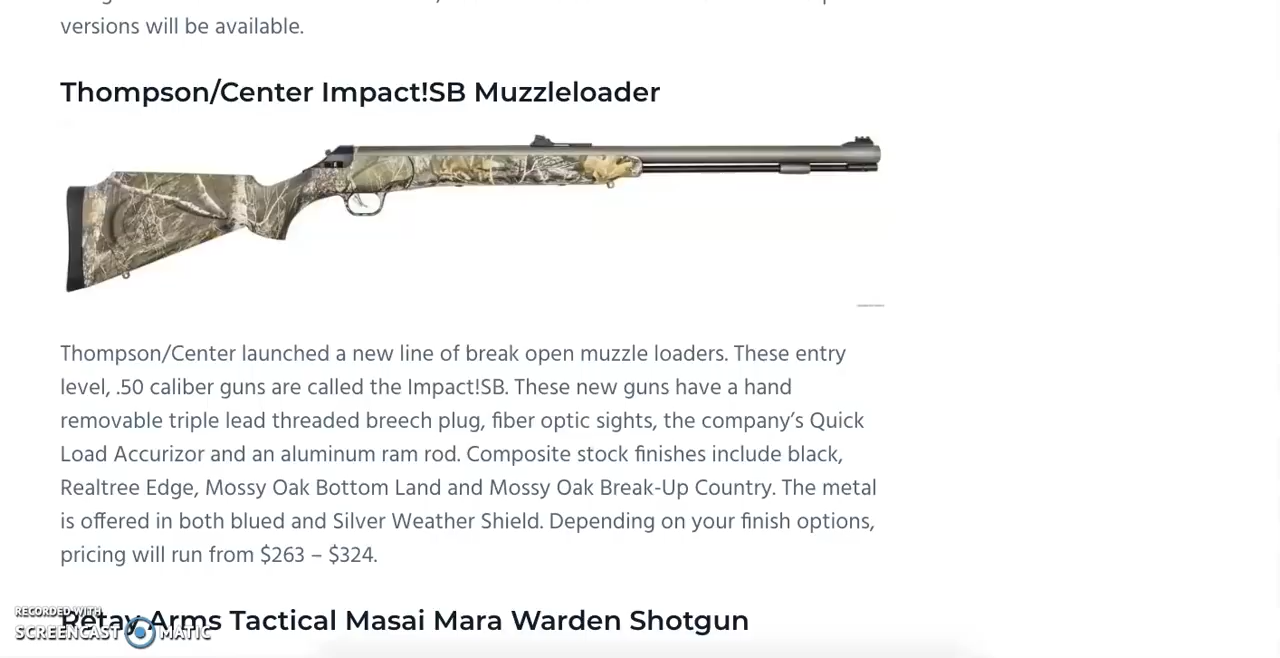 versions will be available.
Thompson/Center Impact!SB Muzzleloader
Thompson/Center launched a new line of break open muzzle loaders. These entry
level, .50 caliber guns are called the Impact!SB. These new guns have a hand
removable triple lead threaded breech plug, fiber optic sights, the company’s Quick
Load Accurizor and an aluminum ram rod. Composite stock finishes include black,
Realtree Edge, Mossy Oak Bottom Land and Mossy Oak Break-Up Country. The metal
is offered in both blued and Silver Weather Shield. Depending on your finish options,
pricing will run from $263 – $324.
RECORDED WITH
Retay Arms Tactical Masai Mara Warden Shotgun
SCREENCAST MATIC